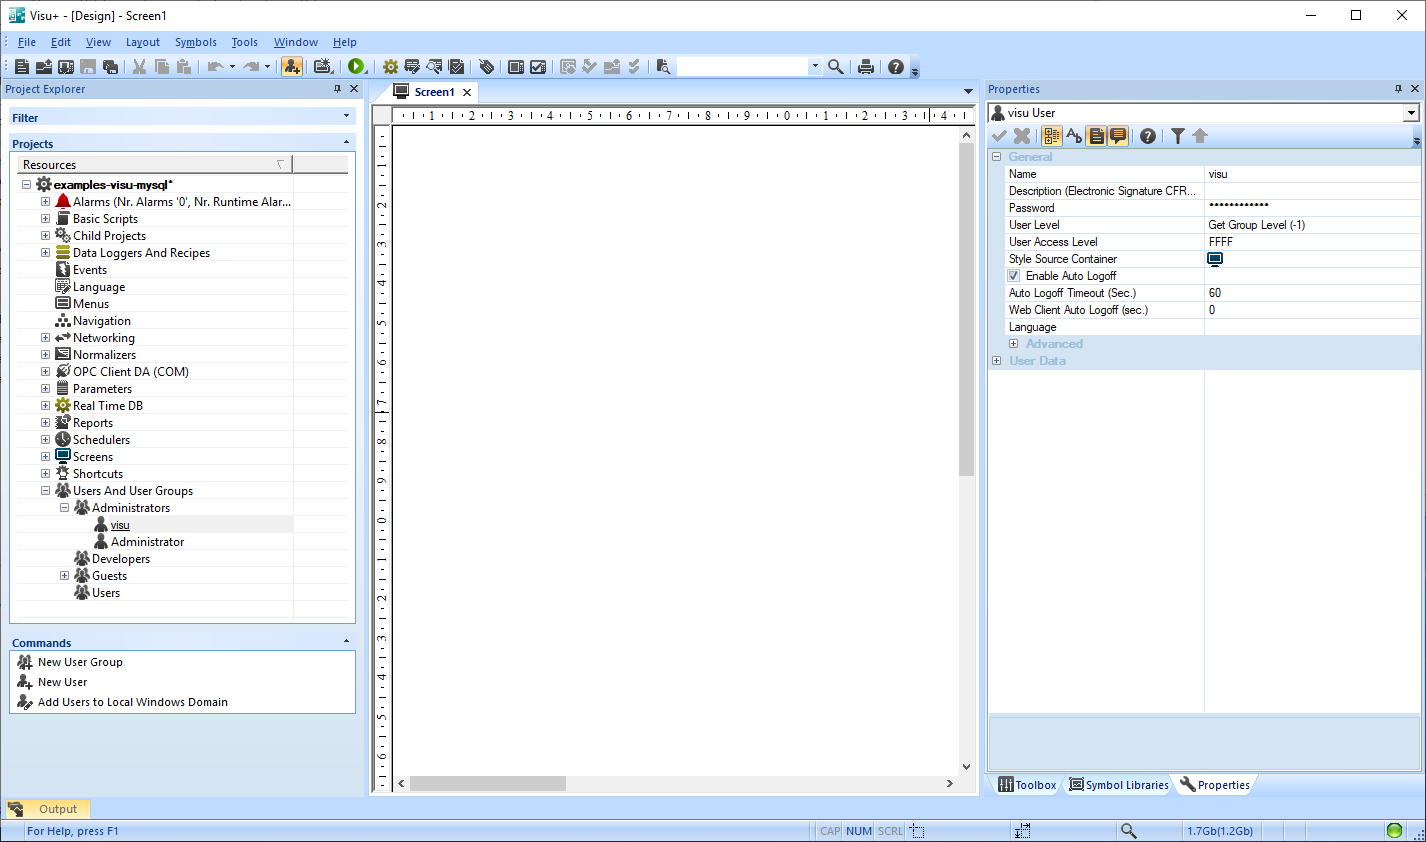 Visu+ - [Design] - Screen1
File Edit View Layout Symbols Tools Window Help
Project Explorer
Filter
Projects
Resources
examples-visu-mysql*
Alarms (Nr. Alarms '0', Nr. Runtime Alar...
Basic Scripts
Child Projects
Data Loggers And Recipes
Events
Language
Menus
Navigation
Networking
Normalizers
OPC Client DA (COM)
Parameters
Real Time DB
Reports
Schedulers
Screens
Shortcuts
Users And User Groups
Administrators
visu
Administrator
Developers
Guests
Users
Commands
New User Group
New User
Add Users to Local Windows Domain
Output
Screen1
1 2 3 4 5 6 7 8 9 0 1 2 3 4
1
2
3
4
5
6
7
8
9
0
1
2
3
4
5
6
Properties
visu User
General
Name visu
Description (Electronic Signature CFR...
Password ************
User Level Get Group Level (-1)
User Access Level FFFF
Style Source Container
Enable Auto Logoff
Auto Logoff Timeout (Sec.) 60
Web Client Auto Logoff (sec.) 0
Language
Advanced
User Data
Toolbox Symbol Libraries Properties
For Help, press F1 CAP NUM SCRL 1.7Gb(1.2Gb)